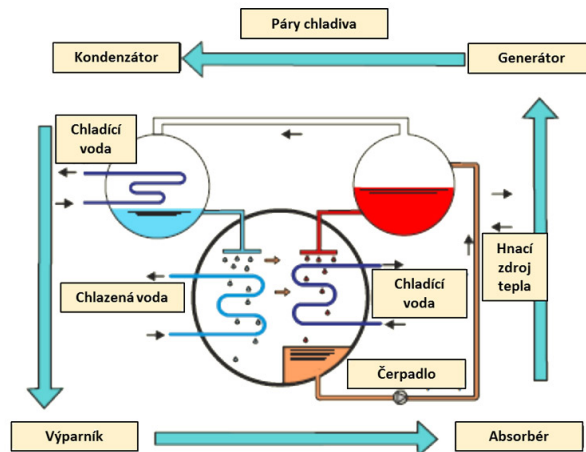 Páry chladiva
Kondenzátor
Generátor
Chladící
voda
Hnací
zdroj
tepla
Chlazená voda
Chladící
voda
Čerpadlo
Výparník
Absorbér